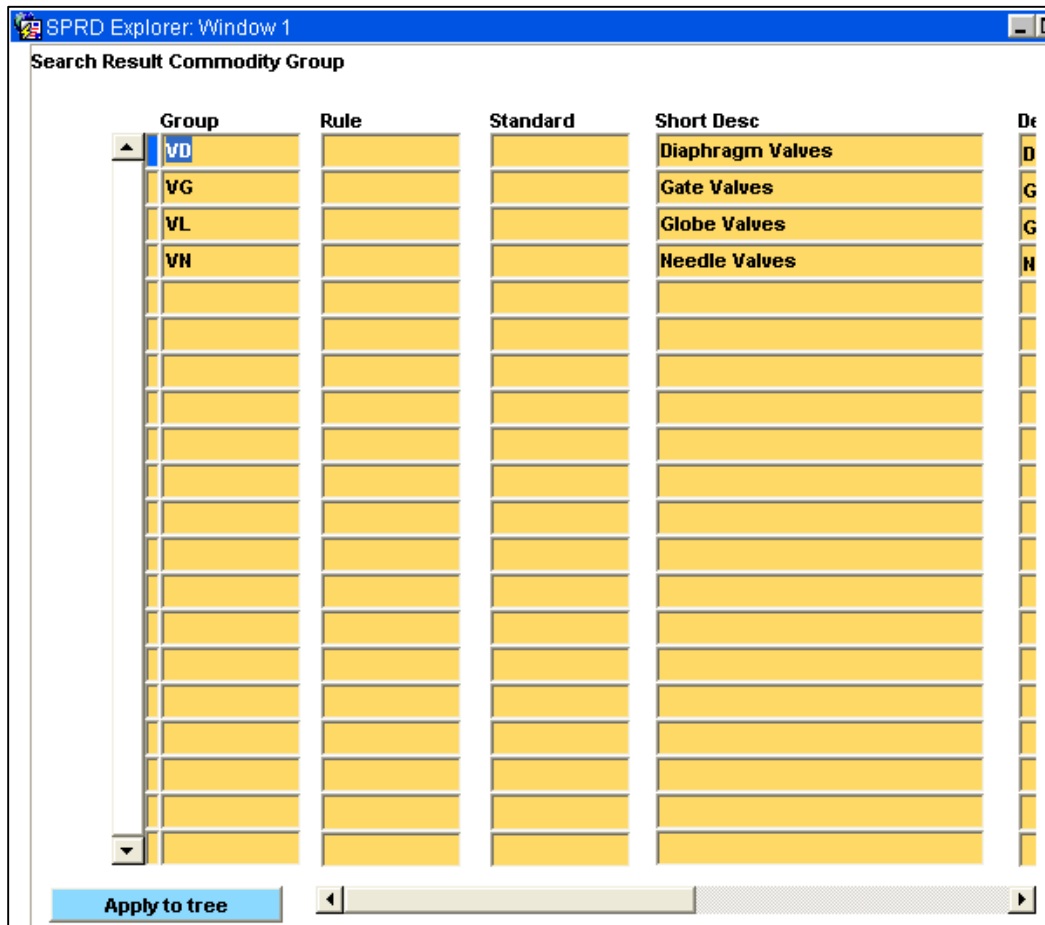 SPRD Explorer: Window 1
Search Result Commodity Group
Group Rule Standard Short Desc De
VD Diaphragm Valves D
VG Gate Valves G
VL Globe Valves G
VN Needle Valves N
Apply to tree